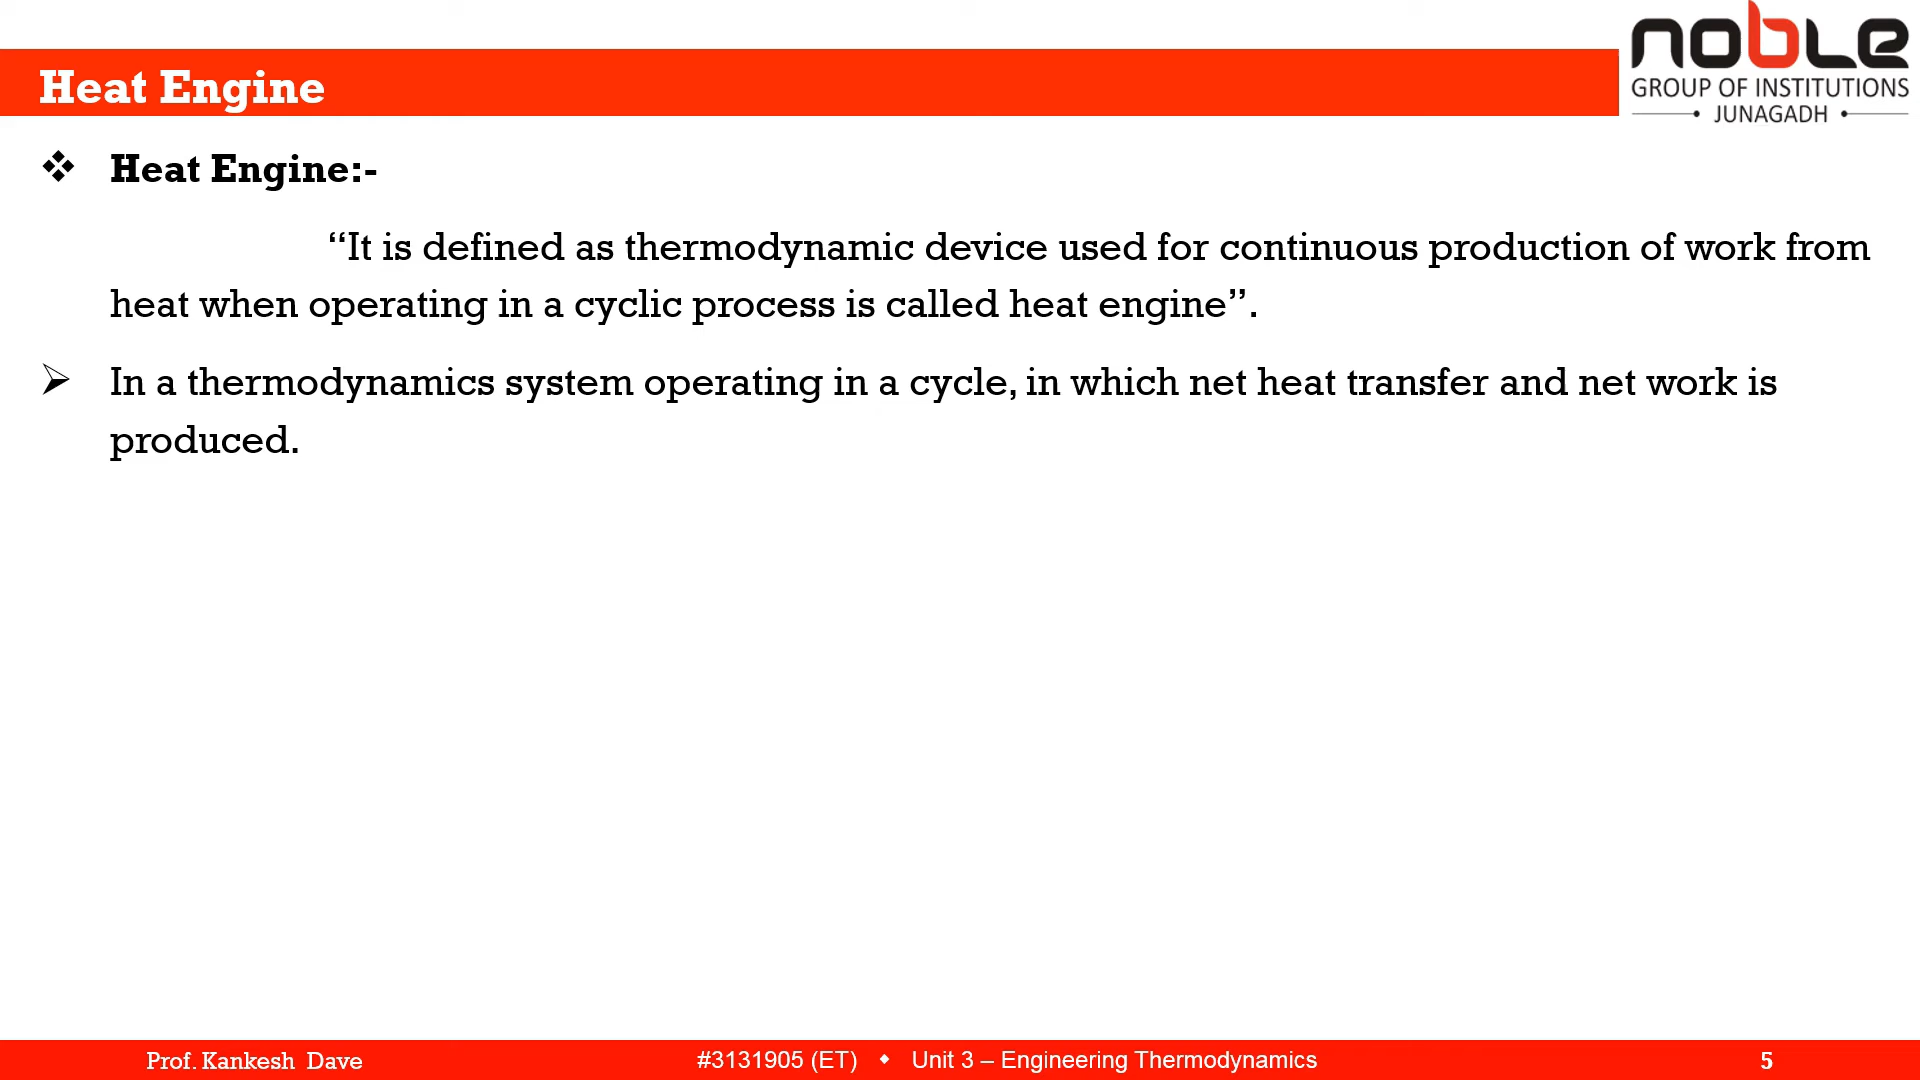 noble
GROUP OF INSTITUTIONS
JUNAGADH
Heat Engine
❖ Heat Engine:-
“It is defined as thermodynamic device used for continuous production of work from
heat when operating in a cyclic process is called heat engine”.
➢ In a thermodynamics system operating in a cycle, in which net heat transfer and net work is
produced.
Prof. Kankesh Dave
#3131905 (ET) ⬥ Unit 3 – Engineering Thermodynamics
5